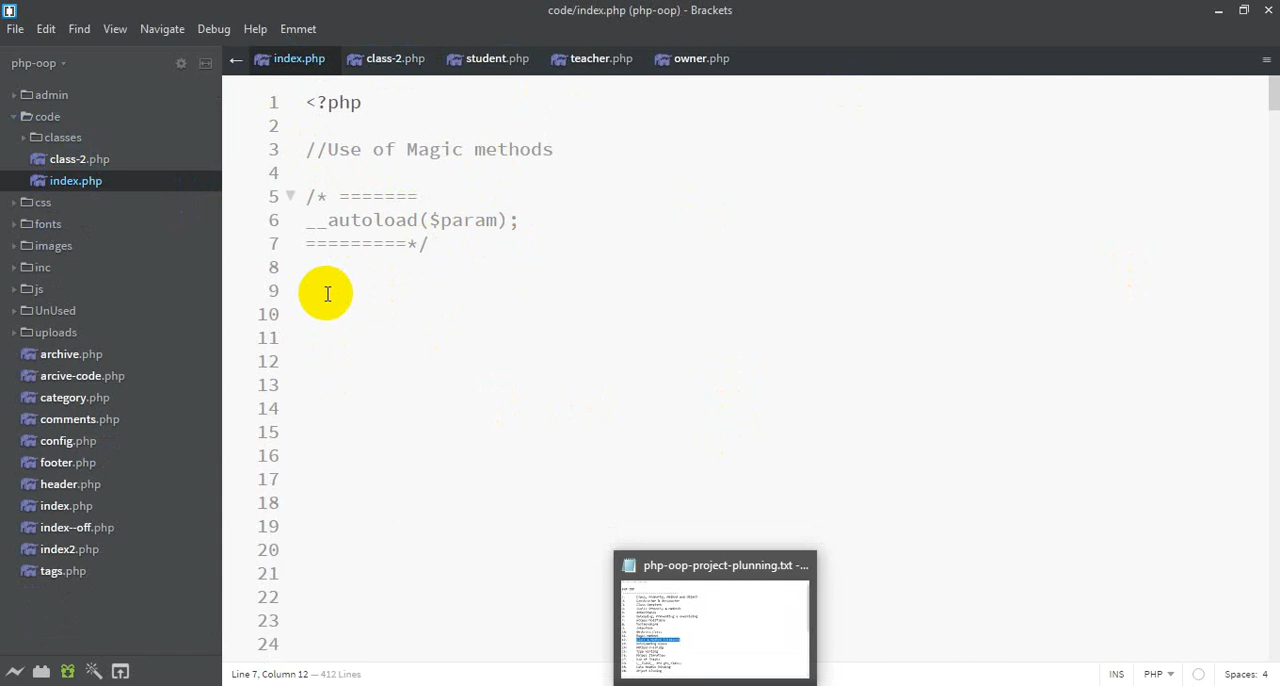 code/index.php (php-oop) - Brackets
File Edit Find View Navigate Debug Help Emmet
php-oop
index.php class-2.php student.php teacher.php owner.php
admin
code
classes
class-2.php
index.php
css
fonts
images
inc
js
UnUsed
uploads
archive.php
arcive-code.php
category.php
comments.php
config.php
footer.php
header.php
index.php
index--off.php
index2.php
tags.php
1 <?php
2
3 //Use of Magic methods
4
5 /* =======
6 __autoload($param);
7 =========*/
8
9
10
11
12
13
14
15
16
17
18
19
20
21
22
23
24
php-oop-project-plunning.txt -...
Line 7, Column 12 — 412 Lines
INS PHP Spaces: 4